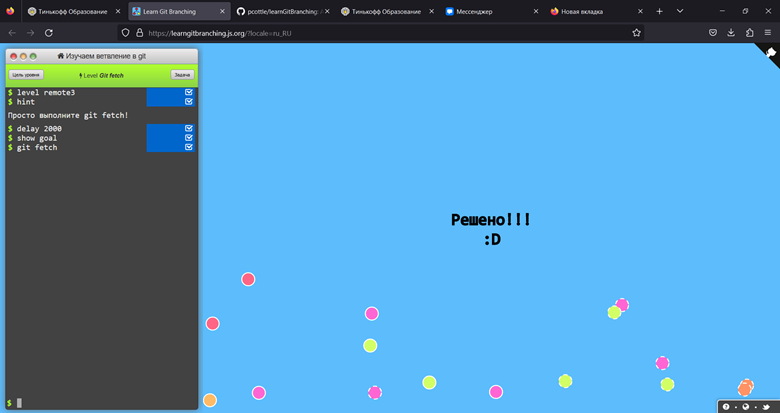 Тинькофф Образование
Learn Git Branching
pcottle/learnGitBranching: A
Тинькофф Образование
Мессенджер
Новая вкладка
https://learngitbranching.js.org/?locale=ru_RU
Изучаем ветвление в git
Цель уровня
Level Git fetch
Задача
$ level remote3
$ hint
Просто выполните git fetch!
$ delay 2000
$ show goal
$ git fetch
Решено!!!
:D
$